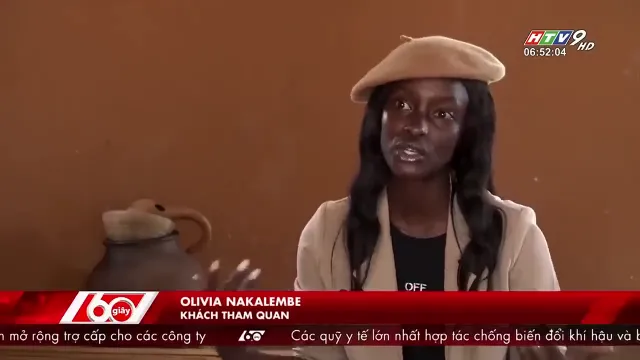 HTV9 HD
06:52:04
OFF
60 giây
OLIVIA NAKALEMBE
KHÁCH THAM QUAN
n mở rộng trợ cấp cho các công ty 60 giây Các quỹ y tế lớn nhất hợp tác chống biến đổi khí hậu và b